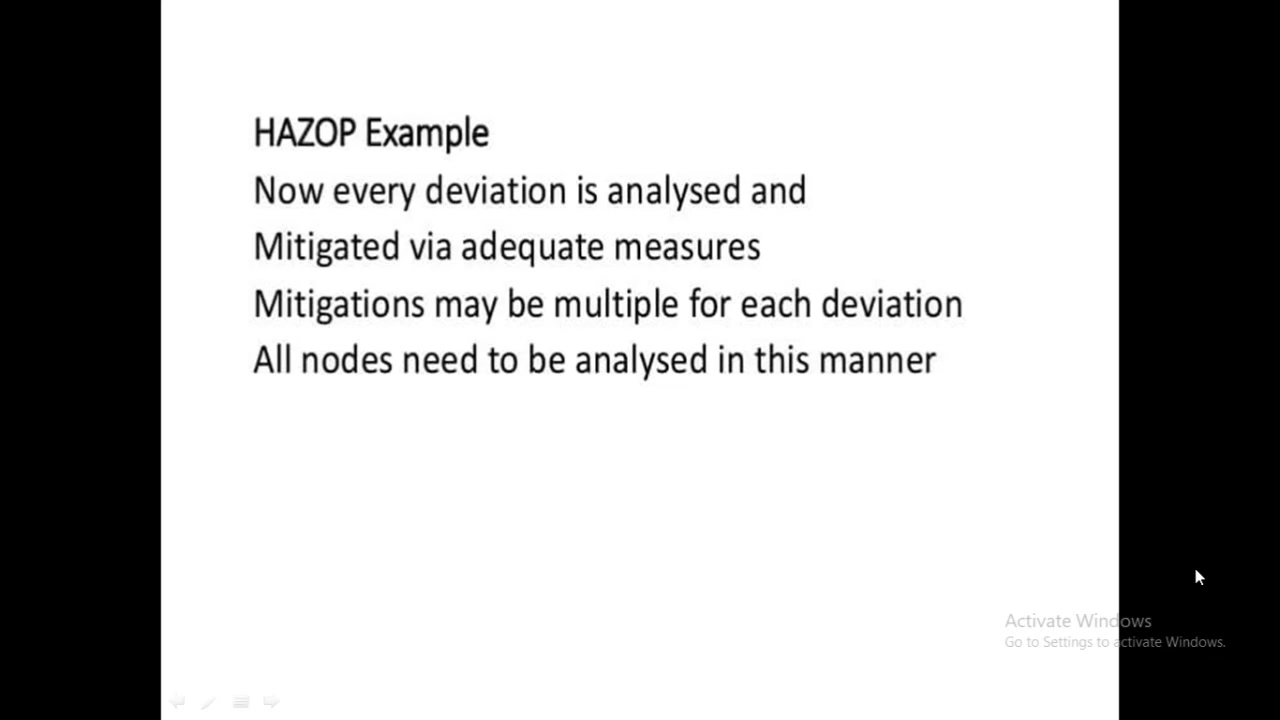 HAZOP Example
Now every deviation is analysed and
Mitigated via adequate measures
Mitigations may be multiple for each deviation
All nodes need to be analysed in this manner
Activate Windows
Go to Settings to activate Windows.